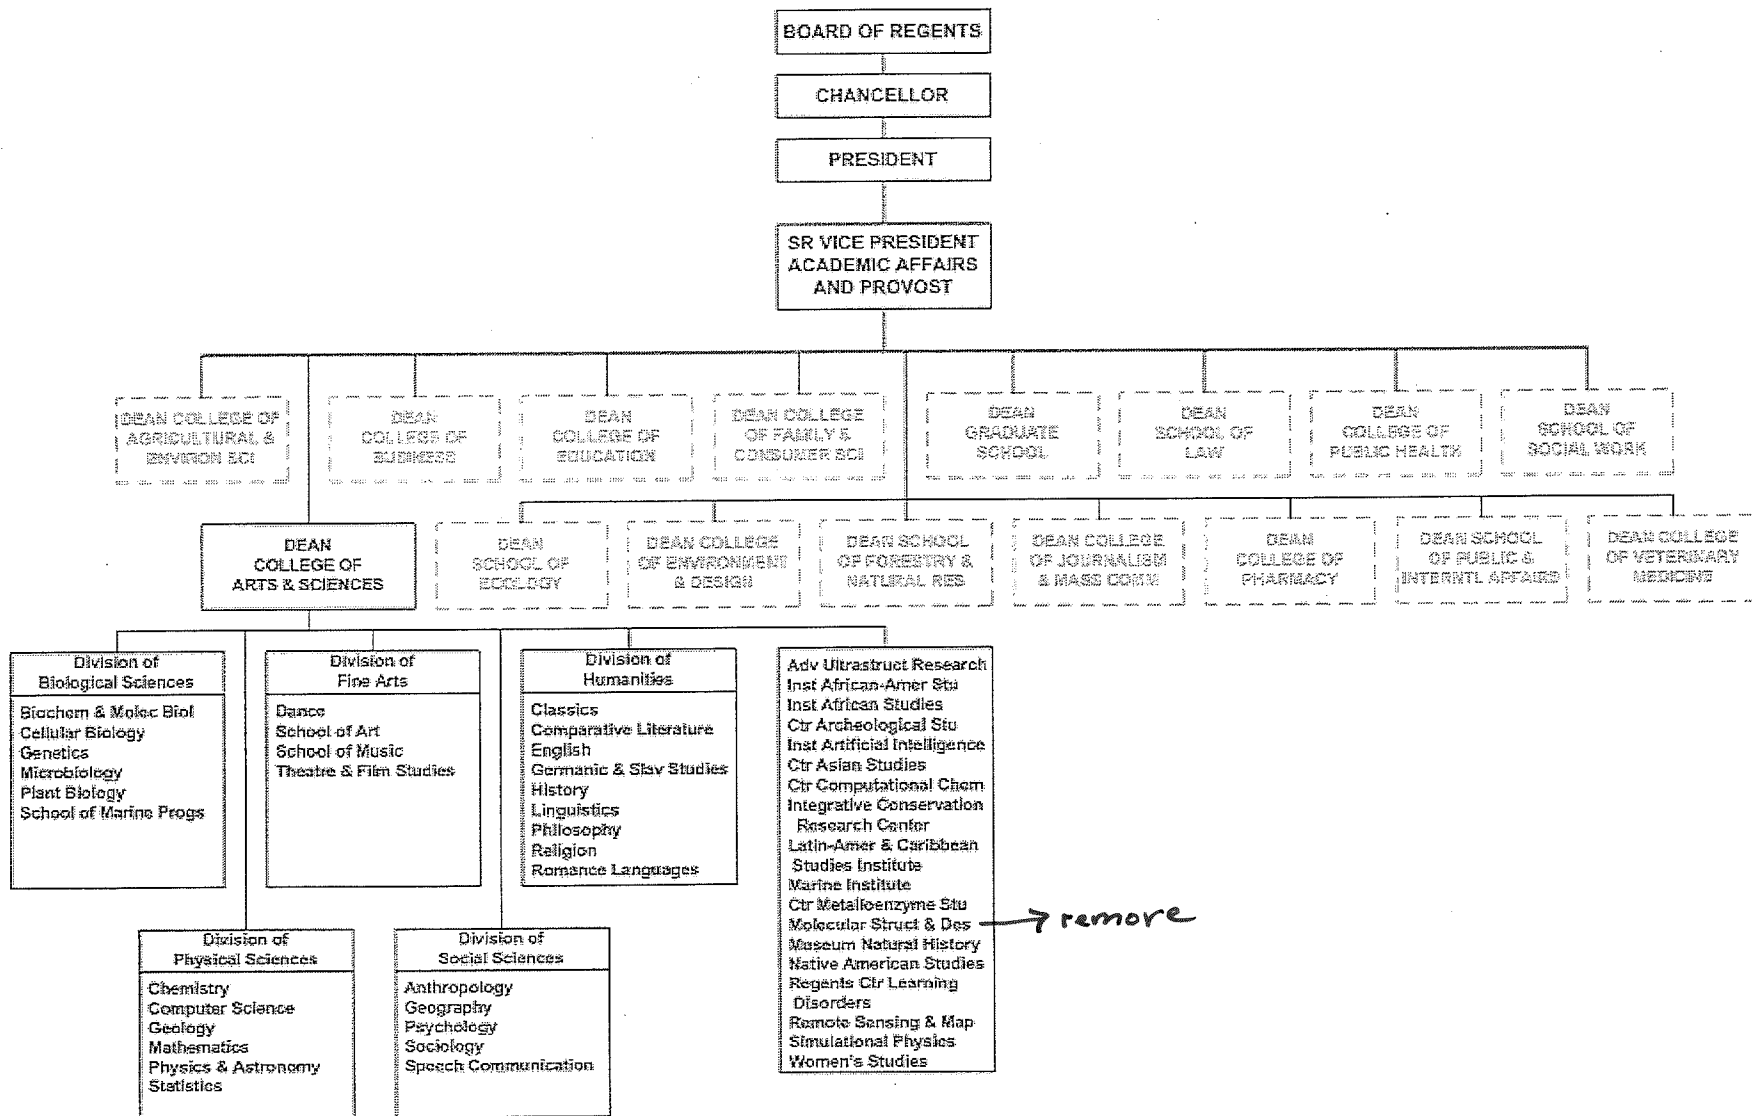 BOARD OF REGENTS
CHANCELLOR
PRESIDENT
SR VICE PRESIDENT
ACADEMIC AFFAIRS
AND PROVOST
DEAN COLLEGE OF
AGRICULTURAL &
ENVIRON SCI
DEAN
COLLEGE OF
BUSINESS
DEAN
COLLEGE OF
EDUCATION
DEAN COLLEGE
OF FAMILY &
CONSUMER SCI
DEAN
GRADUATE
SCHOOL
DEAN
SCHOOL OF
LAW
DEAN
COLLEGE OF
PUBLIC HEALTH
DEAN
SCHOOL OF
SOCIAL WORK
DEAN
COLLEGE OF
ARTS & SCIENCES
DEAN
SCHOOL OF
ECOLOGY
DEAN COLLEGE
OF ENVIRONMENT
& DESIGN
DEAN SCHOOL
OF FORESTRY &
NATURAL RES
DEAN COLLEGE
OF JOURNALISM
& MASS COMM
DEAN
COLLEGE OF
PHARMACY
DEAN SCHOOL
OF PUBLIC &
INTERNTL AFFAIRS
DEAN COLLEGE
OF VETERINARY
MEDICINE
Division of
Biological Sciences
Biochem & Molec Biol
Cellular Biology
Genetics
Microbiology
Plant Biology
School of Marine Progs
Division of
Fine Arts
Dance
School of Art
School of Music
Theatre & Film Studies
Division of
Humanities
Classics
Comparative Literature
English
Germanic & Slav Studies
History
Linguistics
Philosophy
Religion
Romance Languages
Adv Ultrastruct Research
Inst African-Amer Stu
Inst African Studies
Ctr Archeological Stu
Inst Artificial Intelligence
Ctr Asian Studies
Ctr Computational Chem
Integrative Conservation
Research Center
Latin-Amer & Caribbean
Studies Institute
Marine Institute
Ctr Metalloenzyme Stu
Molecular Struct & Des → remove
Museum Natural History
Native American Studies
Regents Ctr Learning
Disorders
Remote Sensing & Map
Simulational Physics
Women's Studies
Division of
Physical Sciences
Chemistry
Computer Science
Geology
Mathematics
Physics & Astronomy
Statistics
Division of
Social Sciences
Anthropology
Geography
Psychology
Sociology
Speech Communication